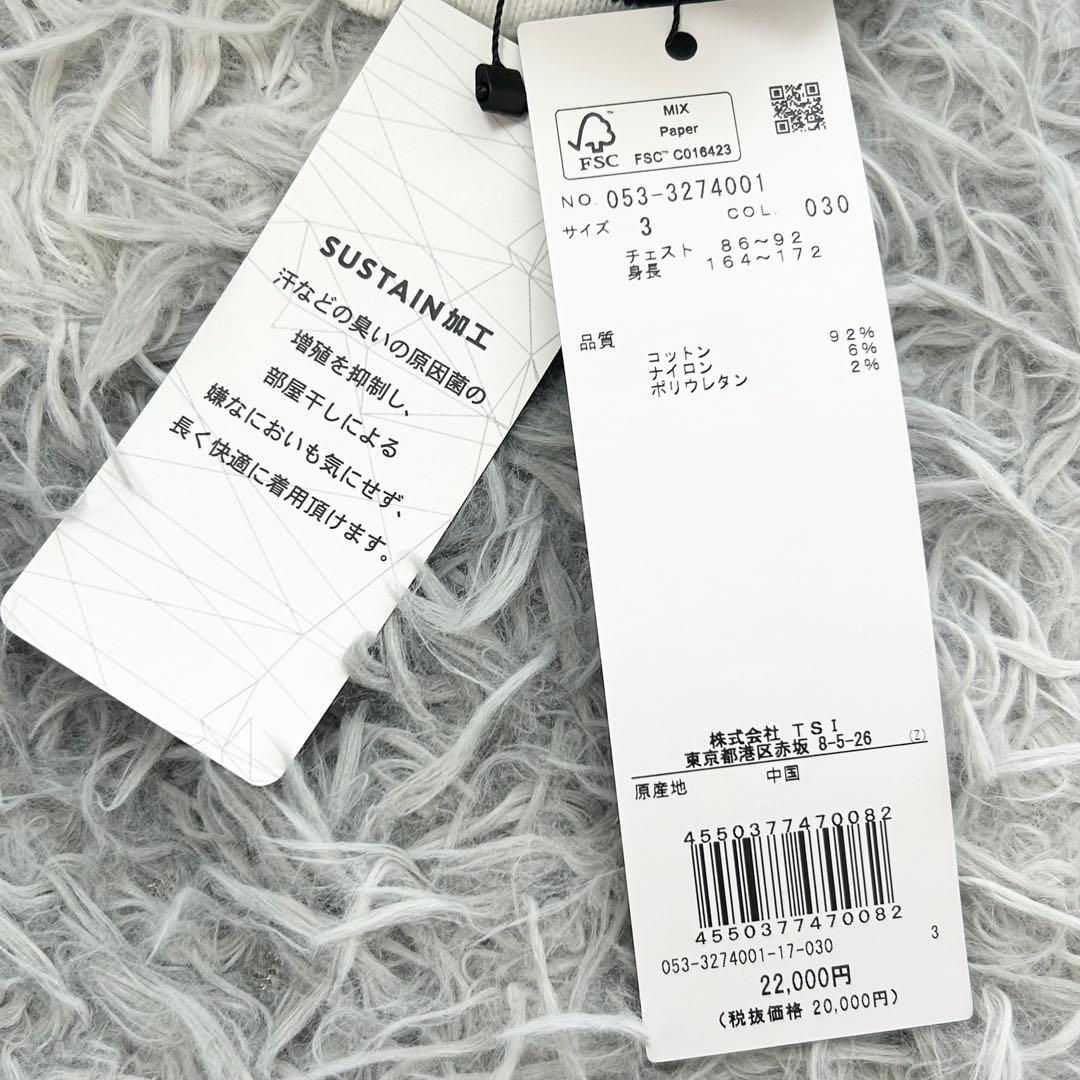 SUSTAIN加工
汗などの臭いの原因菌の
増殖を抑制し、
部屋干しによる
嫌なにおいも気にせず、
長く快適に着用頂けます。
FSC™
MIX
Paper
FSC™ C016423
NO. 053-3274001
サイズ 3 COL. 030
チェスト 86～92
身長 164～172
品質
コットン 92%
ナイロン 6%
ポリウレタン 2%
株式会社 TSI
東京都港区赤坂 8-5-26 (Z)
原産地 中国
4550377470082
4550377470082
053-3274001-17-030 3
22,000円
(税抜価格 20,000円)